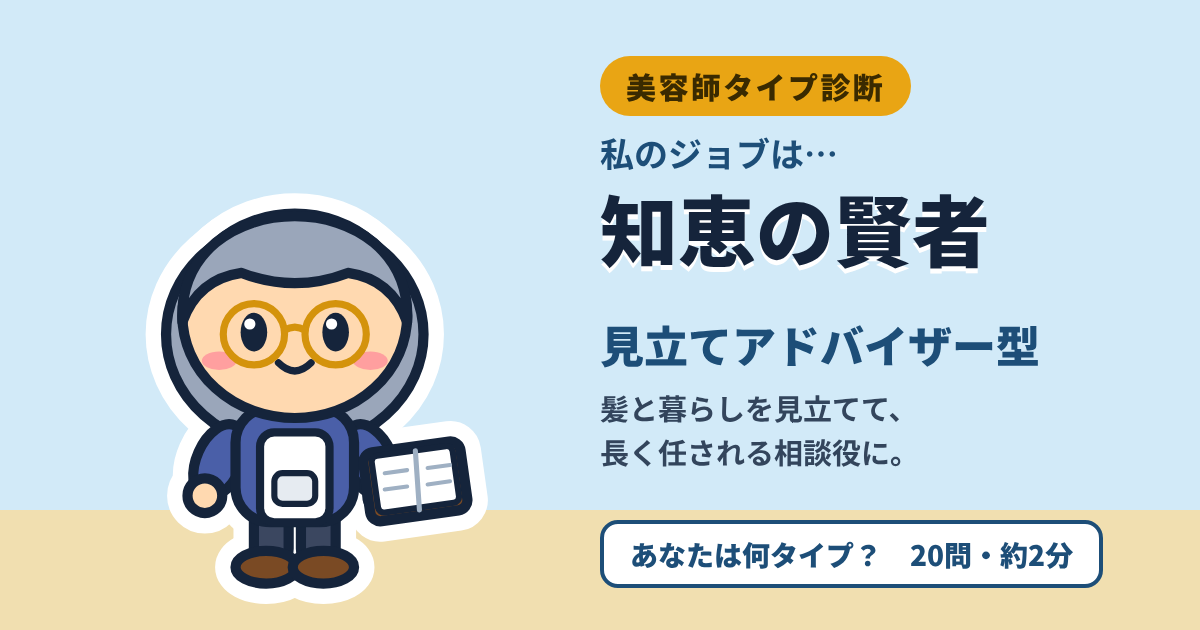 美容師タイプ診断
私のジョブは…
知恵の賢者
見立てアドバイザー型
髪と暮らしを見立てて、
長く任される相談役に。
あなたは何タイプ？　20問・約2分